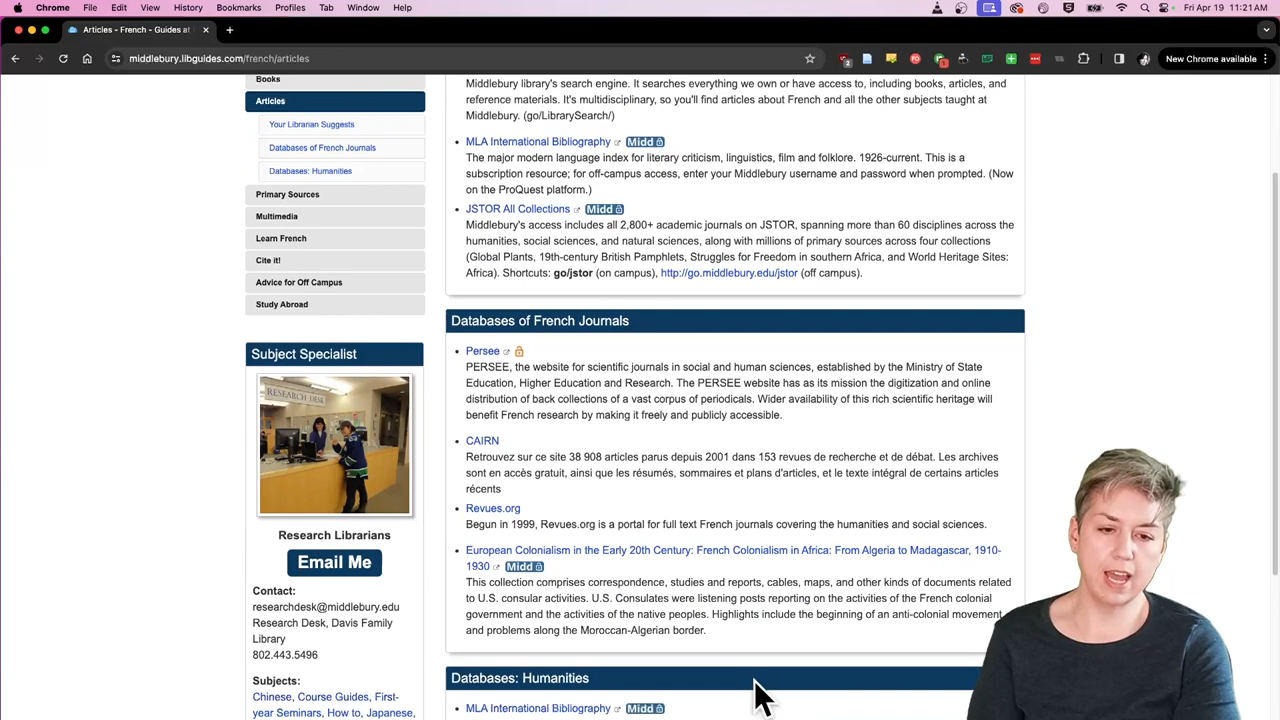 Chrome File Edit View History Bookmarks Profiles Tab Window Help
Fri Apr 19 11:21 AM
Articles - French - Guides at
middlebury.libguides.com/french/articles
New Chrome available
Books
Articles
Your Librarian Suggests
Databases of French Journals
Databases: Humanities
Primary Sources
Multimedia
Learn French
Cite it!
Advice for Off Campus
Study Abroad
Subject Specialist
RESEARCH DESK
Research Librarians
Email Me
Contact:
researchdesk@middlebury.edu
Research Desk, Davis Family
Library
802.443.5496
Subjects:
Chinese, Course Guides, First-
year Seminars, How to, Japanese,
Middlebury library's search engine. It searches everything we own or have access to, including books, articles, and
reference materials. It's multidisciplinary, so you'll find articles about French and all the other subjects taught at
Middlebury. (go/LibrarySearch/)
MLA International Bibliography Midd
The major modern language index for literary criticism, linguistics, film and folklore. 1926-current. This is a
subscription resource; for off-campus access, enter your Middlebury username and password when prompted. (Now
on the ProQuest platform.)
JSTOR All Collections Midd
Middlebury's access includes all 2,800+ academic journals on JSTOR, spanning more than 60 disciplines across the
humanities, social sciences, and natural sciences, along with millions of primary sources across four collections
(Global Plants, 19th-century British Pamphlets, Struggles for Freedom in southern Africa, and World Heritage Sites:
Africa). Shortcuts: go/jstor (on campus), http://go.middlebury.edu/jstor (off campus).
Databases of French Journals
Persee
PERSEE, the website for scientific journals in social and human sciences, established by the Ministry of State
Education, Higher Education and Research. The PERSEE website has as its mission the digitization and online
distribution of back collections of a vast corpus of periodicals. Wider availability of this rich scientific heritage will
benefit French research by making it freely and publicly accessible.
CAIRN
Retrouvez sur ce site 38 908 articles parus depuis 2001 dans 153 revues de recherche et de débat. Les archives
sont en accès gratuit, ainsi que les résumés, sommaires et plans d'articles, et le texte intégral de certains articles
récents
Revues.org
Begun in 1999, Revues.org is a portal for full text French journals covering the humanities and social sciences.
European Colonialism in the Early 20th Century: French Colonialism in Africa: From Algeria to Madagascar, 1910-
1930 Midd
This collection comprises correspondence, studies and reports, cables, maps, and other kinds of documents related
to U.S. consular activities. U.S. Consulates were listening posts reporting on the activities of the French colonial
government and the activities of the native peoples. Highlights include the beginning of an anti-colonial movement
and problems along the Moroccan-Algerian border.
Databases: Humanities
MLA International Bibliography Midd